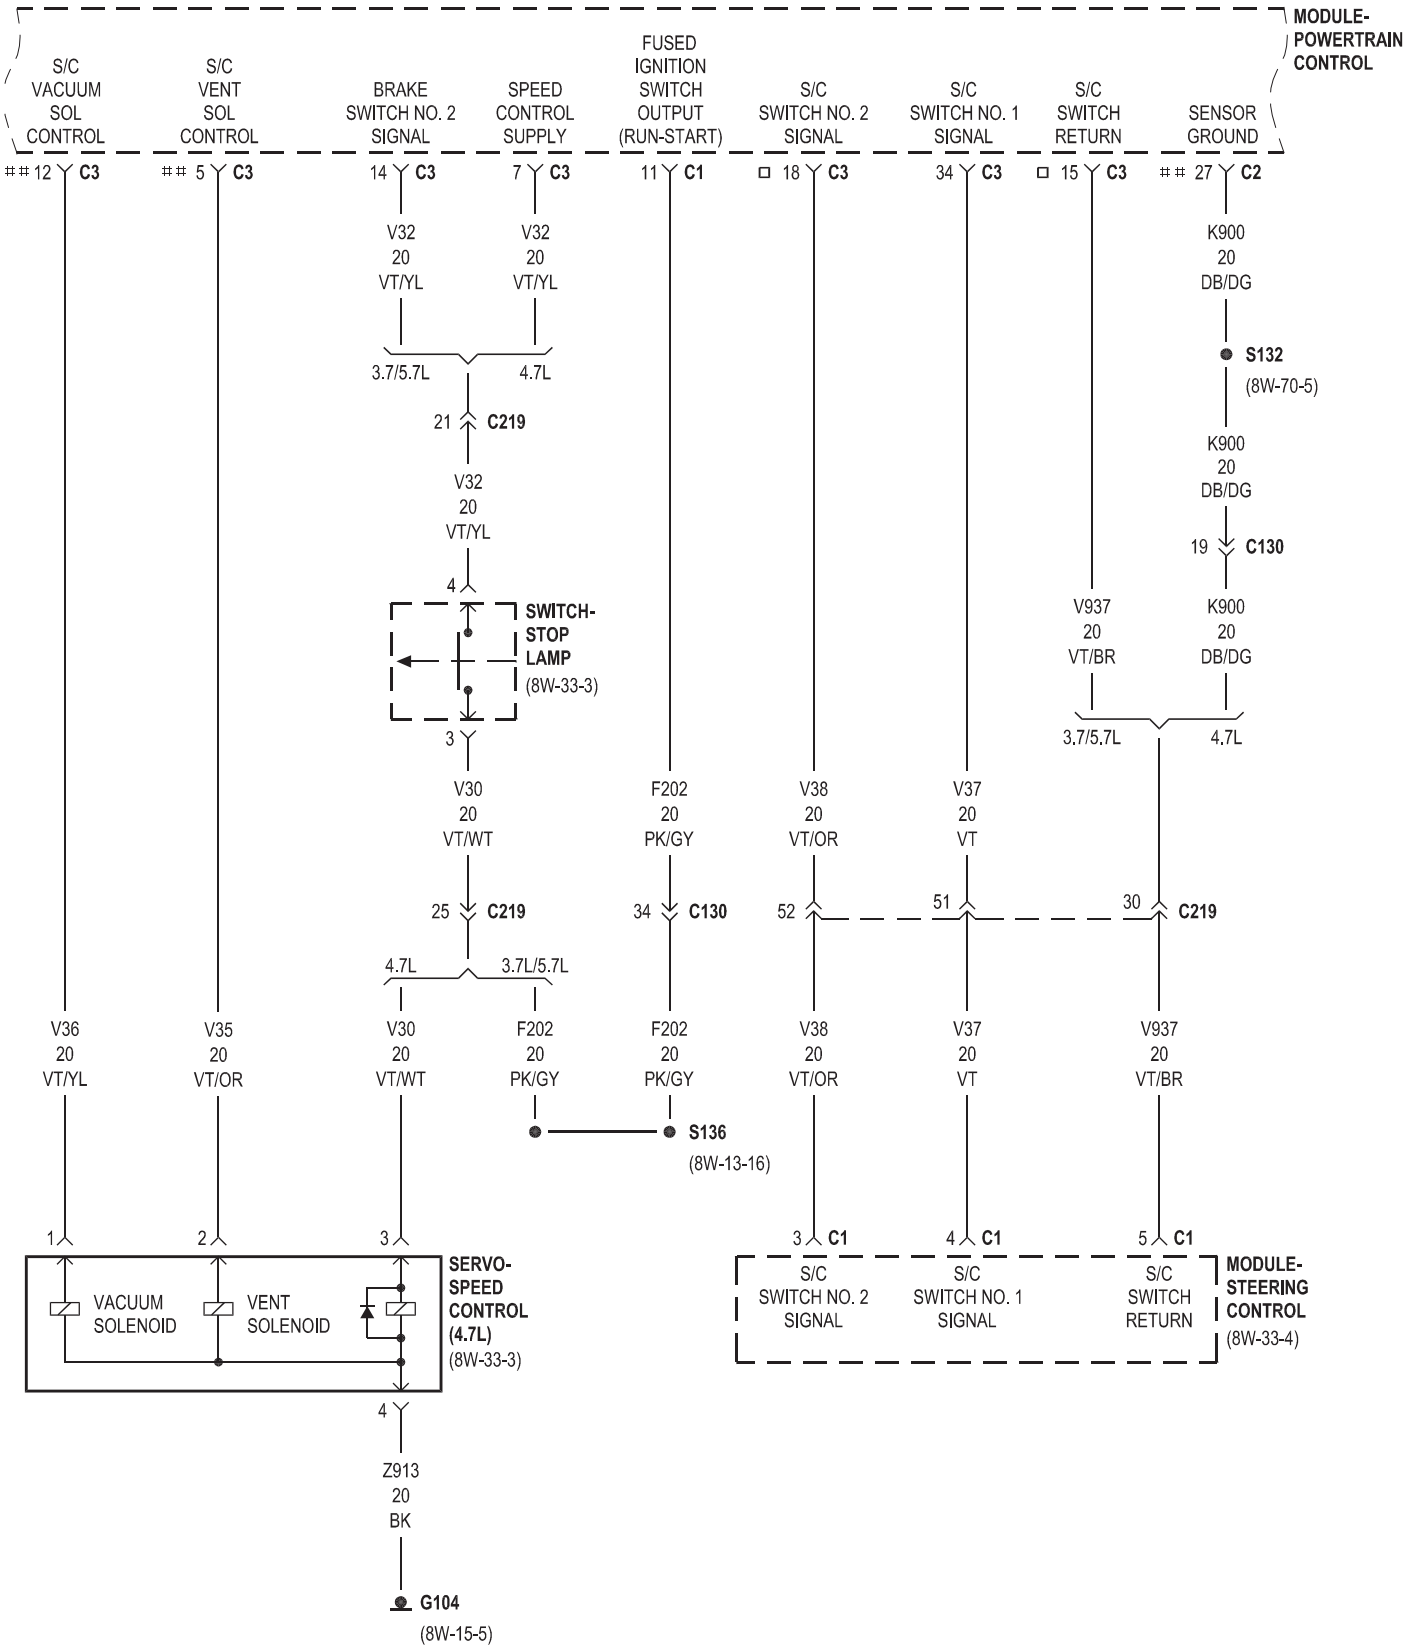 MODULE-
POWERTRAIN
CONTROL
S/C
VACUUM
SOL
CONTROL
S/C
VENT
SOL
CONTROL
BRAKE
SWITCH NO. 2
SIGNAL
SPEED
CONTROL
SUPPLY
FUSED
IGNITION
SWITCH
OUTPUT
(RUN-START)
S/C
SWITCH NO. 2
SIGNAL
S/C
SWITCH NO. 1
SIGNAL
S/C
SWITCH
RETURN
SENSOR
GROUND
## 12 C3
## 5 C3
14 C3
7 C3
11 C1
18 C3
34 C3
15 C3
## 27 C2
V32
20
VT/YL
V32
20
VT/YL
K900
20
DB/DG
3.7/5.7L
4.7L
S132
(8W-70-5)
21 C219
V32
20
VT/YL
K900
20
DB/DG
19 C130
4
SWITCH-
STOP
LAMP
(8W-33-3)
3
V937
20
VT/BR
K900
20
DB/DG
3.7/5.7L
4.7L
V30
20
VT/WT
F202
20
PK/GY
V38
20
VT/OR
V37
20
VT
25 C219
34 C130
52
51
30 C219
4.7L
3.7L/5.7L
V36
20
VT/YL
V35
20
VT/OR
V30
20
VT/WT
F202
20
PK/GY
F202
20
PK/GY
V38
20
VT/OR
V37
20
VT
V937
20
VT/BR
S136
(8W-13-16)
1
2
3
3 C1
4 C1
5 C1
VACUUM
SOLENOID
VENT
SOLENOID
SERVO-
SPEED
CONTROL
(4.7L)
(8W-33-3)
S/C
SWITCH NO. 2
SIGNAL
S/C
SWITCH NO. 1
SIGNAL
S/C
SWITCH
RETURN
MODULE-
STEERING
CONTROL
(8W-33-4)
4
Z913
20
BK
G104
(8W-15-5)